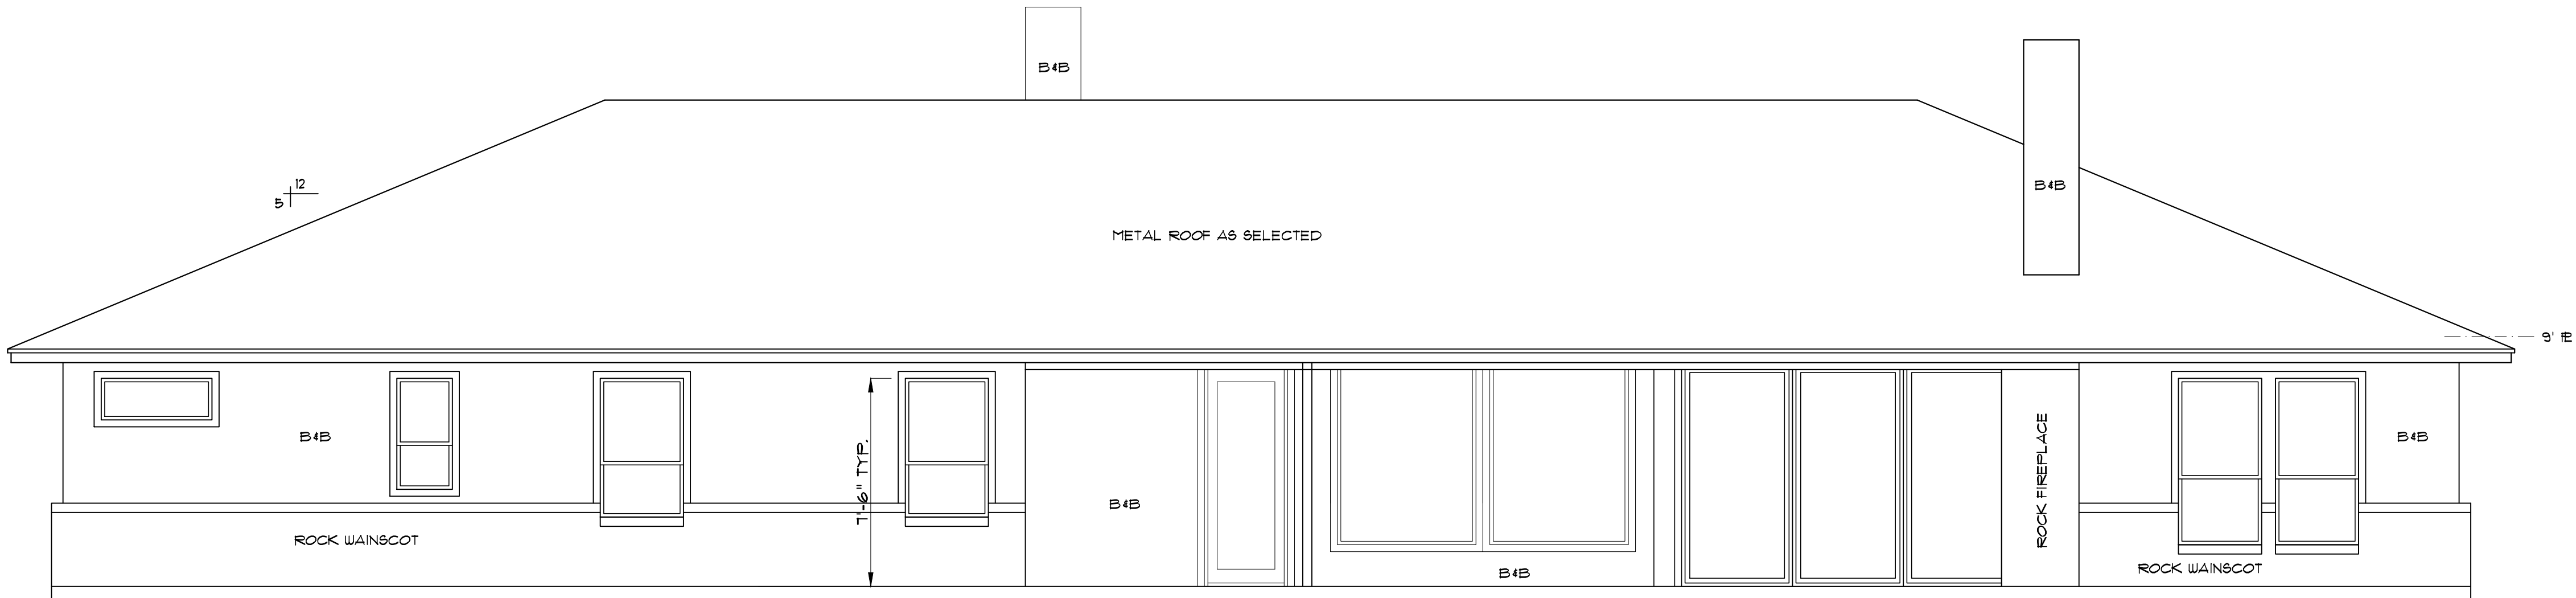 B&B
B&B
12
5
METAL ROOF AS SELECTED
9' PL
B&B
7'-6" TYP.
B&B
ROCK FIREPLACE
B&B
ROCK WAINSCOT
B&B
ROCK WAINSCOT